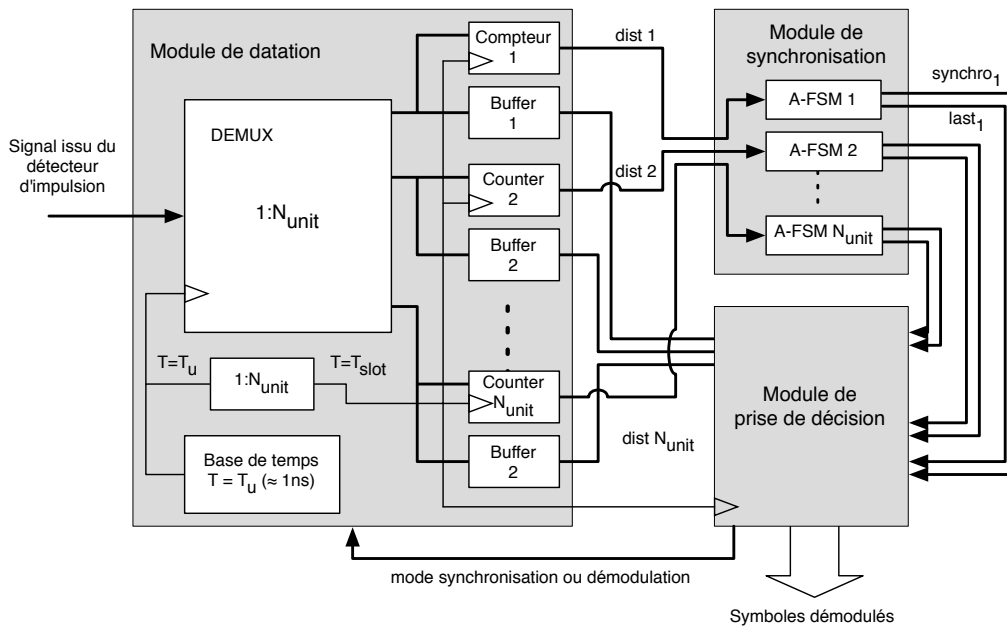 Module de datation
Compteur
1
dist 1
Module de
synchronisation
synchro1
A-FSM 1
last1
Buffer
1
DEMUX
A-FSM 2
Signal issu du
détecteur
d'impulsion
Counter
2
dist 2
1:Nunit
A-FSM Nunit
Buffer
2
T=Tu
1:Nunit
T=Tslot
Counter
Nunit
Module de
prise de décision
dist Nunit
Base de temps
T = Tu (≈ 1ns)
Buffer
2
mode synchronisation ou démodulation
Symboles démodulés